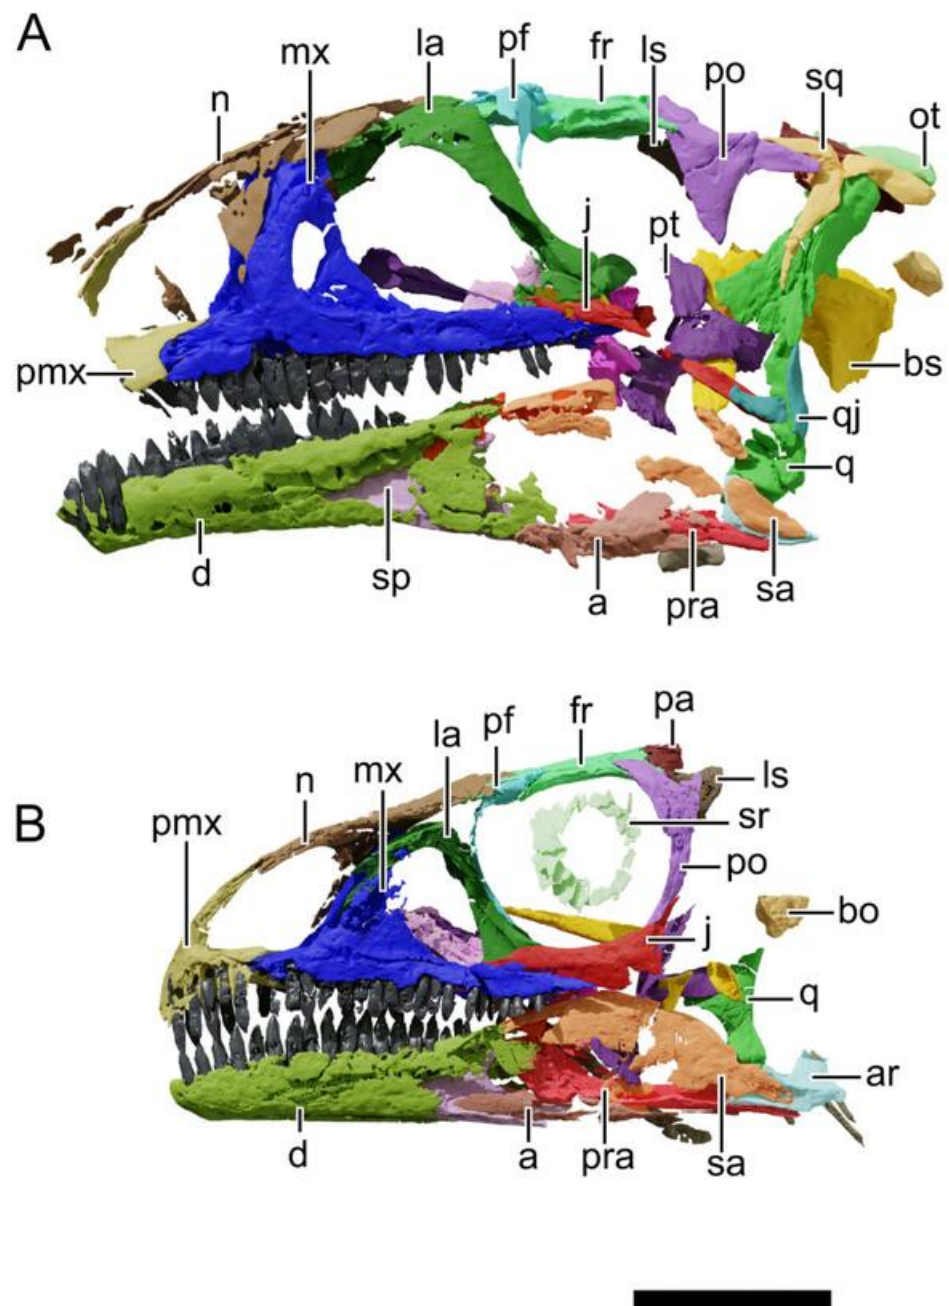 A
n
mx
la
pf
fr
ls
po
sq
ot
j
pt
pmx
bs
qj
q
d
sp
a
pra
sa
B
pmx
n
mx
la
pf
fr
pa
ls
sr
po
bo
j
q
ar
d
a
pra
sa